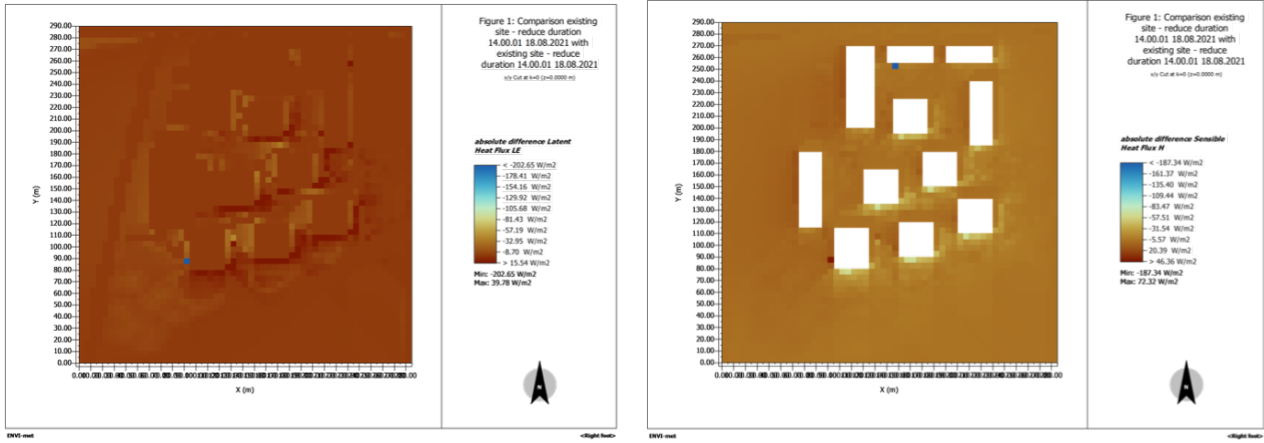 Figure 1: Comparison existing
site - reduce duration
14.00.01 18.08.2021 with
existing site - reduce
duration 14.00.01 18.08.2021
x/y Cut at k=0 (z=0.0000 m)
absolute difference Latent
Heat Flux LE
< -202.65 W/m2
-178.41 W/m2
-154.16 W/m2
-129.92 W/m2
-105.68 W/m2
-81.43 W/m2
-57.19 W/m2
-32.95 W/m2
-8.70 W/m2
> 15.54 W/m2
Min: -202.65 W/m2
Max: 39.78 W/m2
290.00
280.00
270.00
260.00
250.00
240.00
230.00
220.00
210.00
200.00
190.00
180.00
170.00
160.00
150.00
140.00
130.00
120.00
110.00
100.00
90.00
80.00
70.00
60.00
50.00
40.00
30.00
20.00
10.00
0.00
Y (m)
X (m)
N
ENVI-met
<Right foot>
Figure 1: Comparison existing
site - reduce duration
14.00.01 18.08.2021 with
existing site - reduce
duration 14.00.01 18.08.2021
x/y Cut at k=0 (z=0.0000 m)
absolute difference Sensible
Heat Flux H
< -187.34 W/m2
-161.37 W/m2
-135.40 W/m2
-109.44 W/m2
-83.47 W/m2
-57.51 W/m2
-31.54 W/m2
-5.57 W/m2
20.39 W/m2
> 46.36 W/m2
Min: -187.34 W/m2
Max: 72.32 W/m2
290.00
280.00
270.00
260.00
250.00
240.00
230.00
220.00
210.00
200.00
190.00
180.00
170.00
160.00
150.00
140.00
130.00
120.00
110.00
100.00
90.00
80.00
70.00
60.00
50.00
40.00
30.00
20.00
10.00
0.00
Y (m)
X (m)
N
ENVI-met
<Right foot>